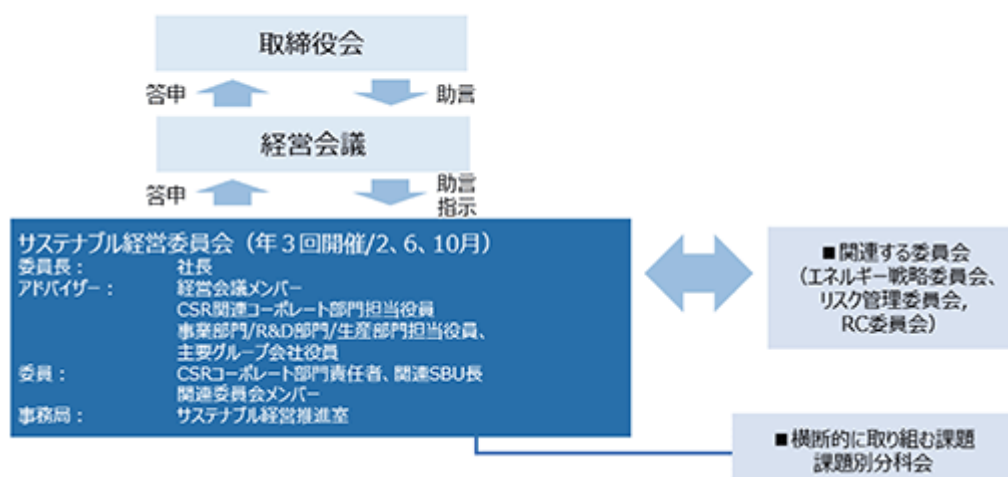 取締役会
答申
助言
経営会議
答申
助言
指示
サステナブル経営委員会（年３回開催/2、6、10月）
委員長： 社長
アドバイザー： 経営会議メンバー
CSR関連コーポレート部門担当役員
事業部門/R&D部門/生産部門担当役員、
主要グループ会社役員
委員： CSRコーポレート部門責任者、関連SBU長
関連委員会メンバー
事務局： サステナブル経営推進室
■関連する委員会
（エネルギー戦略委員会、
リスク管理委員会,
RC委員会）
■横断的に取り組む課題
課題別分科会